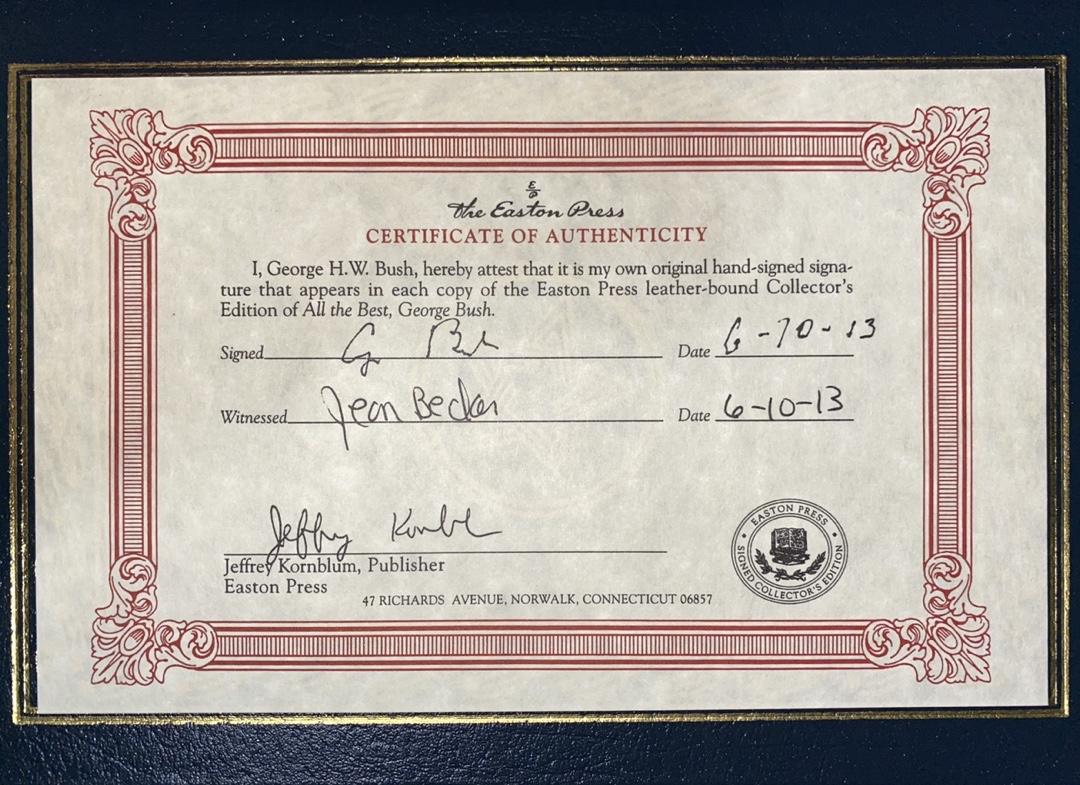 E
P
The Easton Press
CERTIFICATE OF AUTHENTICITY
I, George H.W. Bush, hereby attest that it is my own original hand-signed signa-
ture that appears in each copy of the Easton Press leather-bound Collector's
Edition of All the Best, George Bush.
Signed G Bush Date 6-10-13
Witnessed Jean Becker Date 6-10-13
Jeffrey Kornblum
Jeffrey Kornblum, Publisher
Easton Press
47 RICHARDS AVENUE, NORWALK, CONNECTICUT 06857
EASTON PRESS
SIGNED COLLECTOR'S EDITION